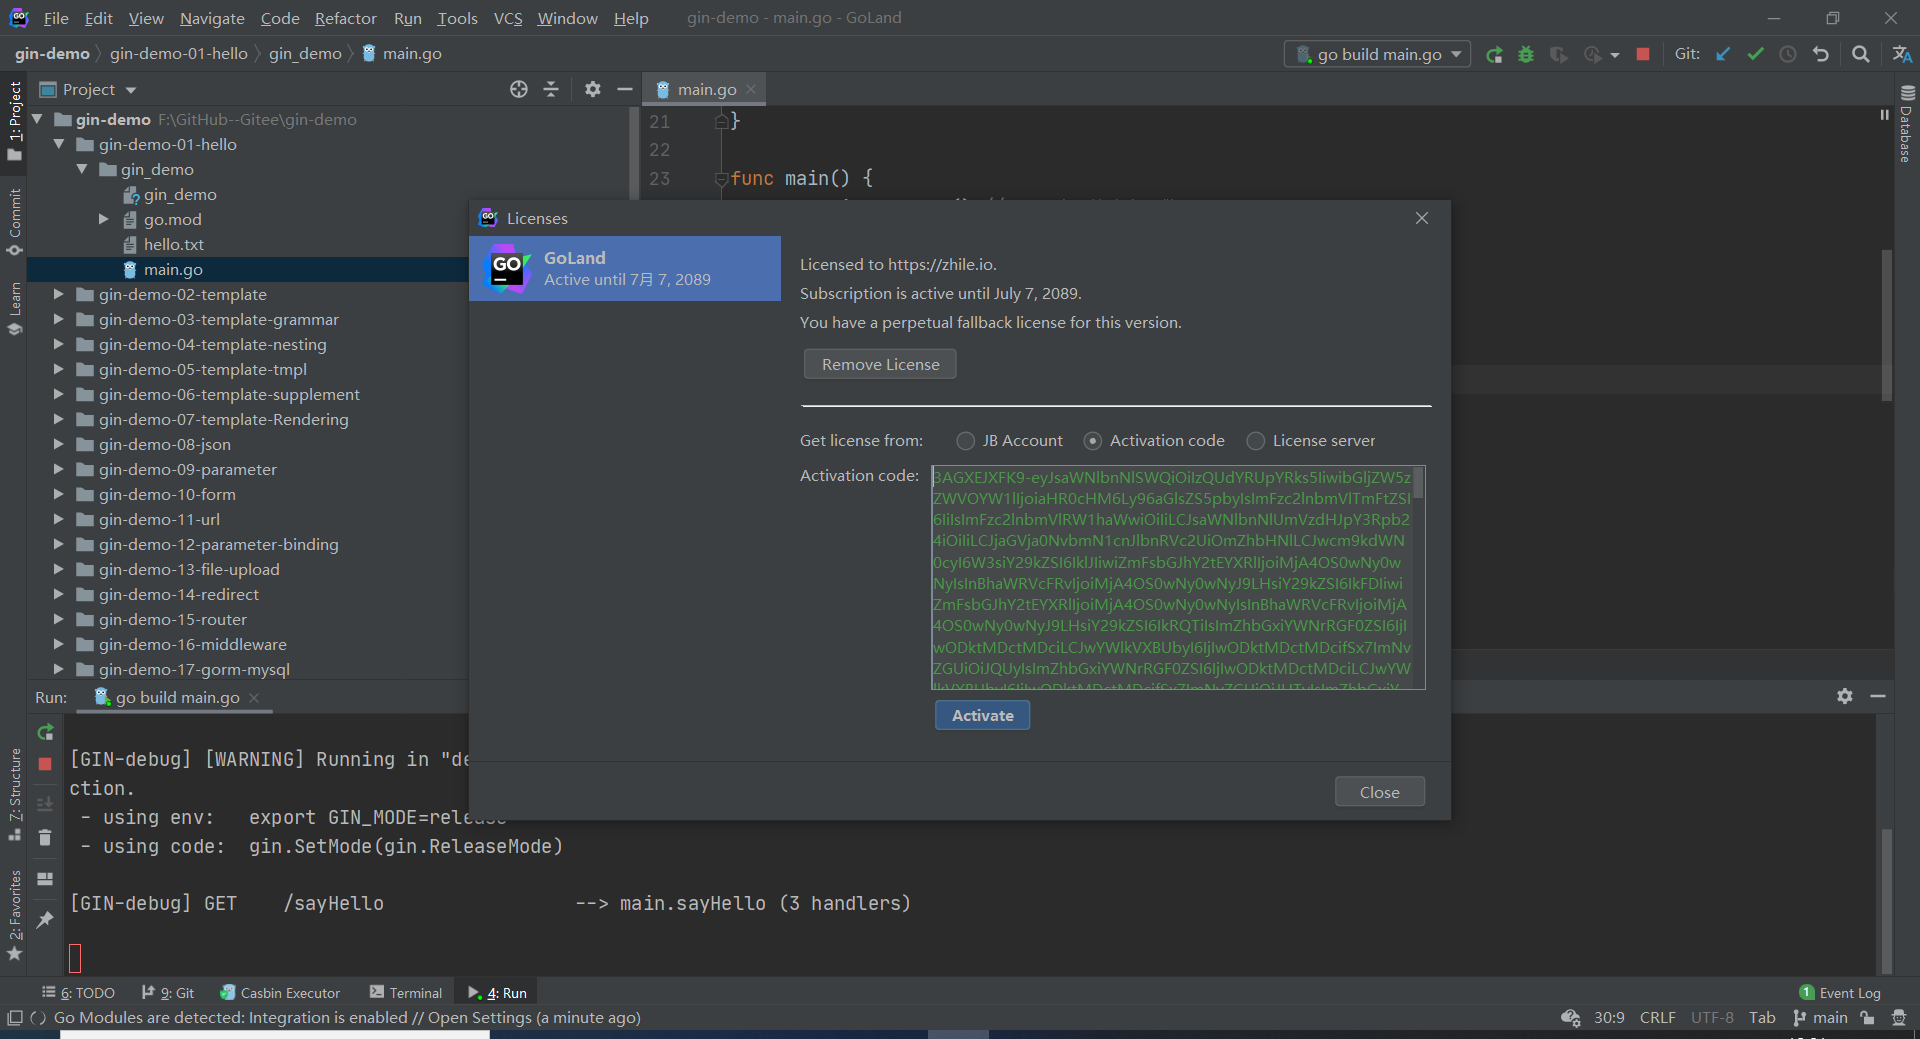 File Edit View Navigate Code Refactor Run Tools VCS Window Help gin-demo - main.go - GoLand
gin-demo gin-demo-01-hello gin_demo main.go
go build main.go
Git:
1: Project
Commit
Learn
7: Structure
2: Favorites
Database
Project
gin-demo F:\GitHub--Gitee\gin-demo
gin-demo-01-hello
gin_demo
gin_demo
go.mod
hello.txt
main.go
gin-demo-02-template
gin-demo-03-template-grammar
gin-demo-04-template-nesting
gin-demo-05-template-tmpl
gin-demo-06-template-supplement
gin-demo-07-template-Rendering
gin-demo-08-json
gin-demo-09-parameter
gin-demo-10-form
gin-demo-11-url
gin-demo-12-parameter-binding
gin-demo-13-file-upload
gin-demo-14-redirect
gin-demo-15-router
gin-demo-16-middleware
gin-demo-17-gorm-mysql
main.go
21 }
22
23 func main() {
Licenses
GoLand
Active until 7月 7, 2089
Licensed to https://zhile.io.
Subscription is active until July 7, 2089.
You have a perpetual fallback license for this version.
Remove License
Get license from: JB Account Activation code License server
Activation code:
Activate
Close
Run: go build main.go
[GIN-debug] [WARNING] Running in "de
ction.
- using env: export GIN_MODE=release
- using code: gin.SetMode(gin.ReleaseMode)
[GIN-debug] GET /sayHello --> main.sayHello (3 handlers)
6: TODO 9: Git Casbin Executor Terminal 4: Run
1 Event Log
Go Modules are detected: Integration is enabled // Open Settings (a minute ago)
30:9 CRLF UTF-8 Tab main